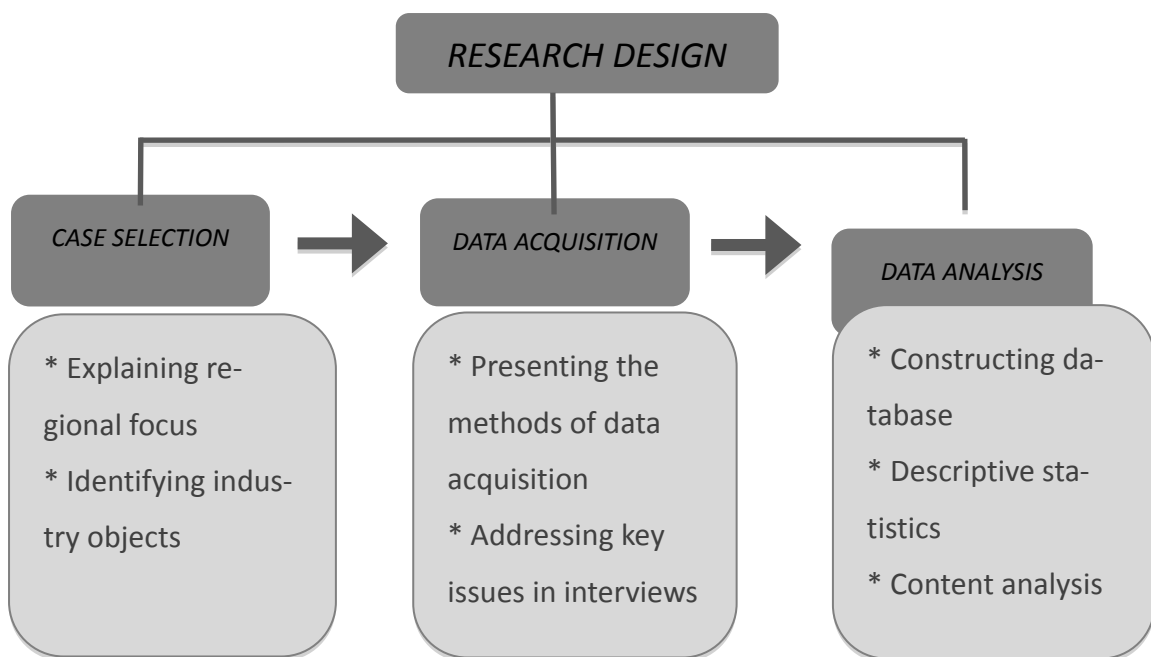 RESEARCH DESIGN
CASE SELECTION
* Explaining re-
gional focus
* Identifying indus-
try objects
DATA ACQUISITION
* Presenting the
methods of data
acquisition
* Addressing key
issues in interviews
DATA ANALYSIS
* Constructing da-
tabase
* Descriptive sta-
tistics
* Content analysis